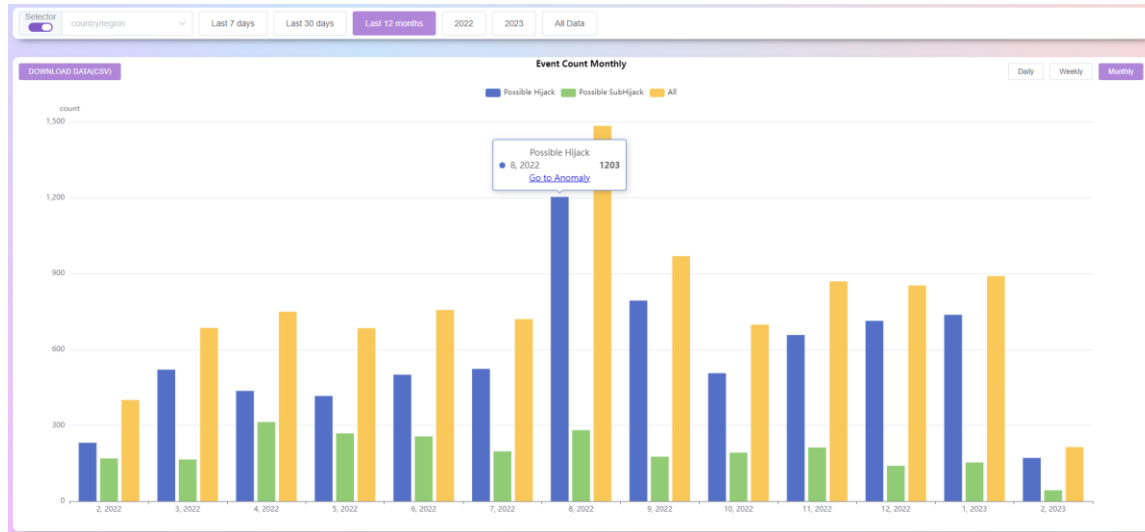 Selector country/region Last 7 days Last 30 days Last 12 months 2022 2023 All Data
DOWNLOAD DATA(CSV) Event Count Monthly Daily Weekly Monthly
Possible Hijack Possible SubHijack All
count
1,500
Possible Hijack
8, 2022 1203
Go to Anomaly
1,200
900
600
300
0
2, 2022 3, 2022 4, 2022 5, 2022 6, 2022 7, 2022 8, 2022 9, 2022 10, 2022 11, 2022 12, 2022 1, 2023 2, 2023